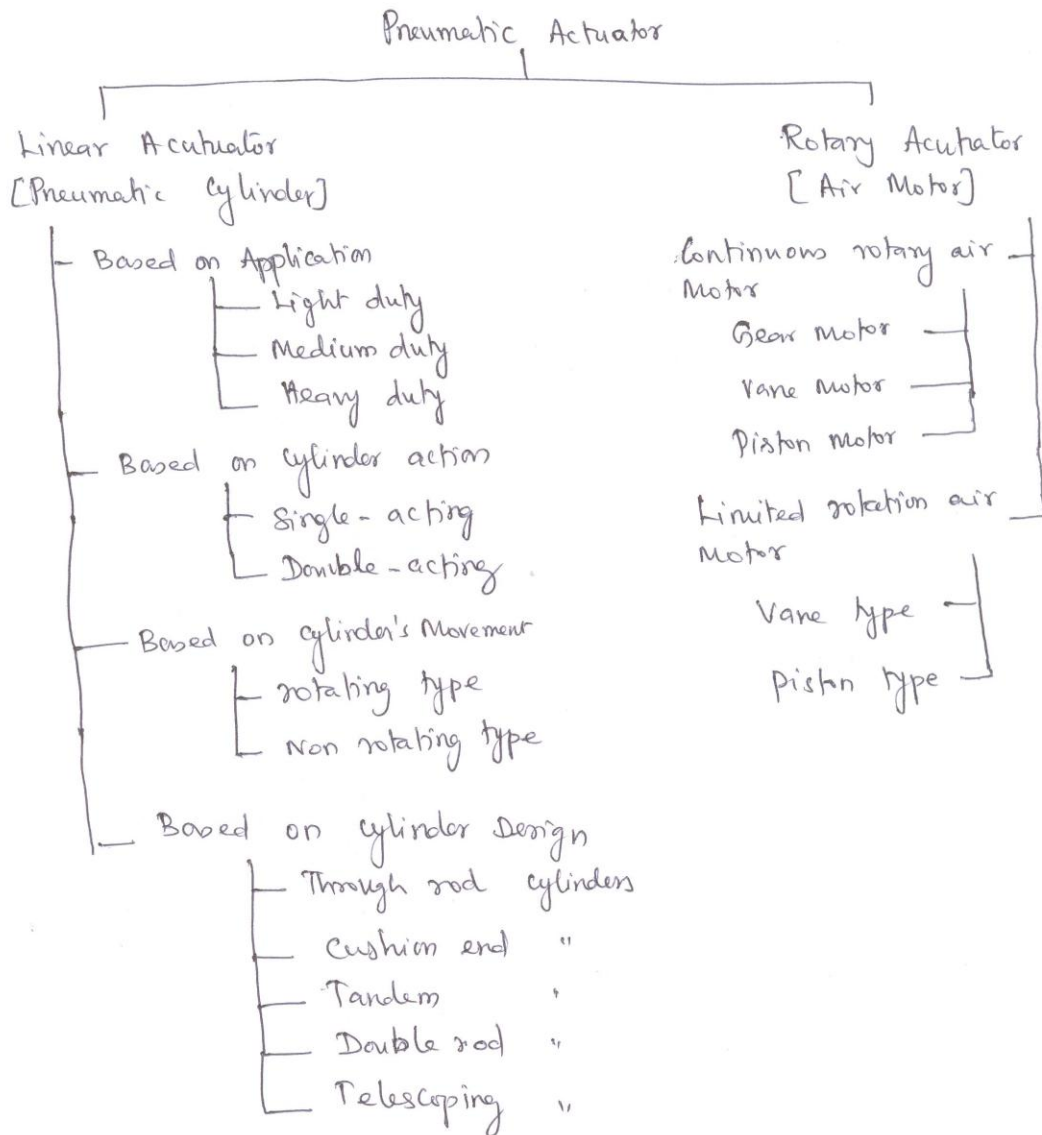 Pneumatic Actuator
Linear Acutuator
[Pneumatic Cylinder]
Based on Application
Light duty
Medium duty
Heavy duty
Based on cylinder action
Single-acting
Double-acting
Based on cylinder's Movement
rotating type
Non rotating type
Based on cylinder Design
Through rod cylinders
Cushion end "
Tandem "
Double rod "
Telescoping "
Rotary Acutator
[Air Motor]
Continuous rotary air
Motor
Gear motor
Vane motor
Piston motor
Limited rotation air
Motor
Vane type
Piston type